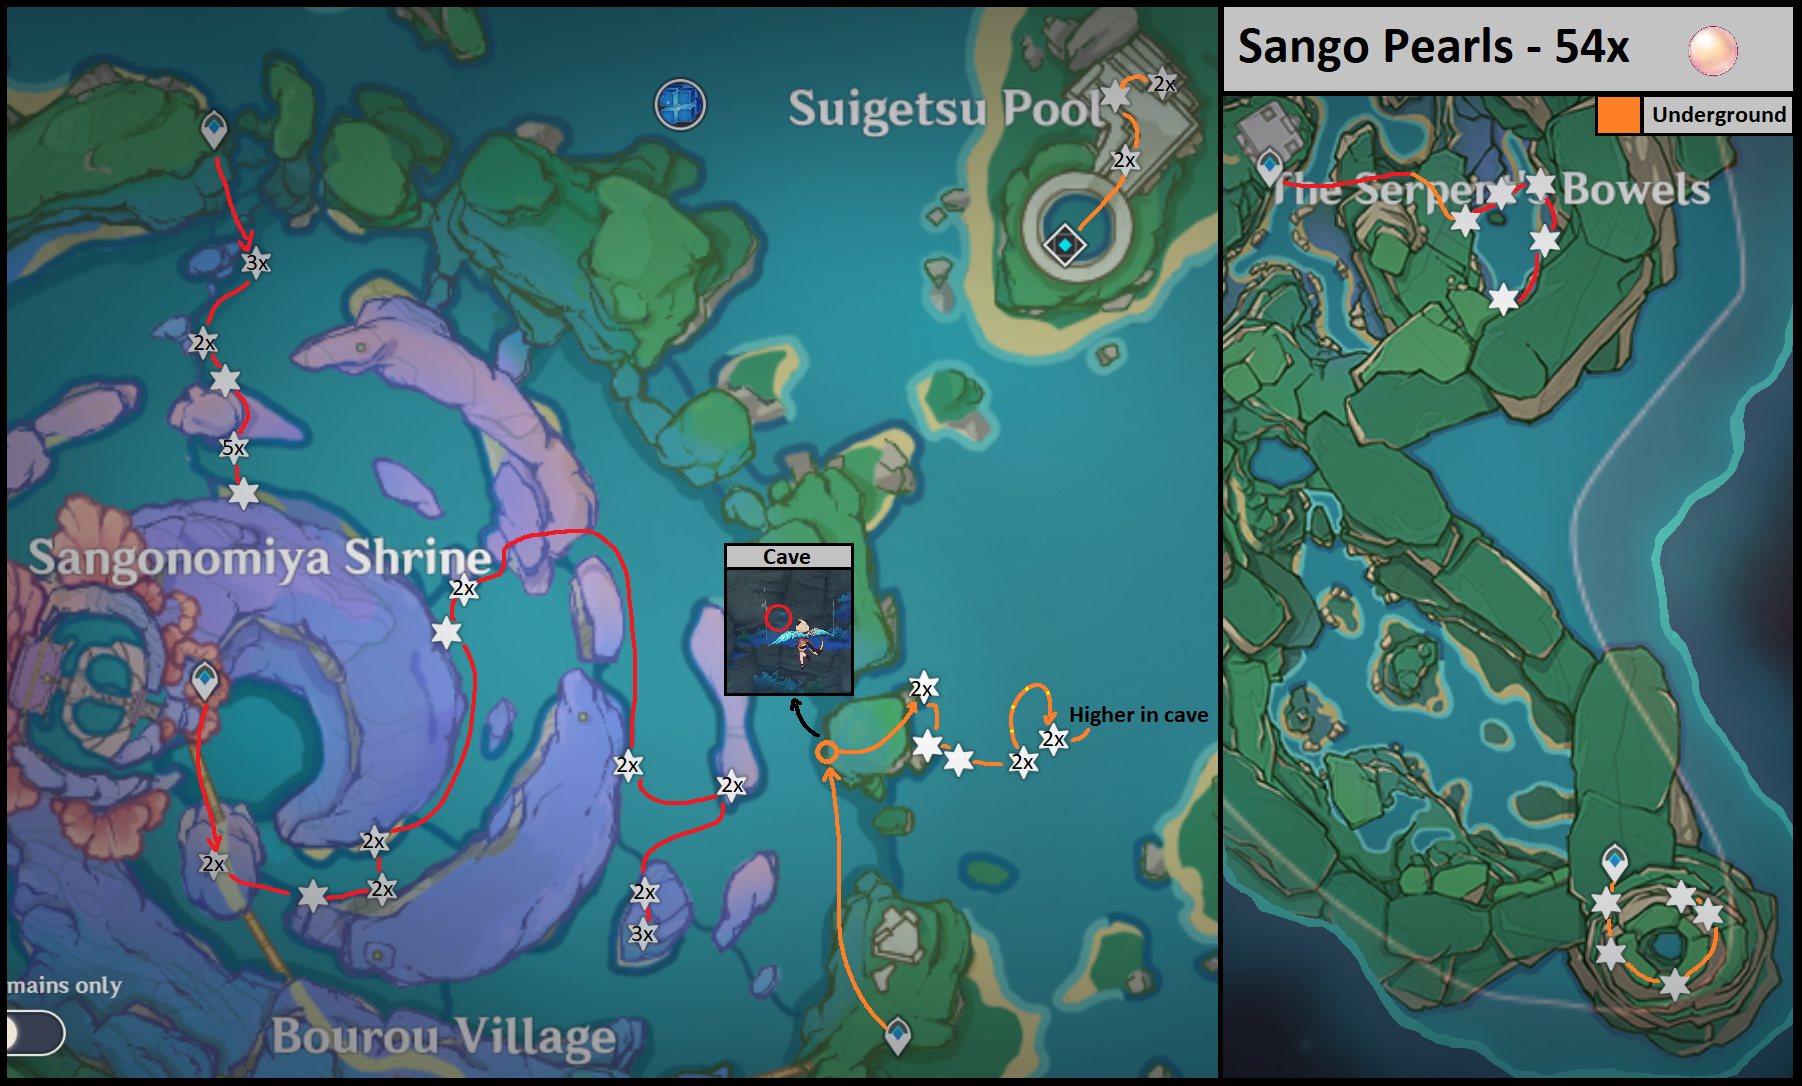 Sango Pearls - 54x
Underground
Suigetsu Pool
2x
2x
The Serpent's Bowels
3x
2x
5x
Sangonomiya Shrine
Cave
2x
2x
Higher in cave
2x
2x
2x
2x
2x
2x
2x
2x
3x
mains only
Bourou Village